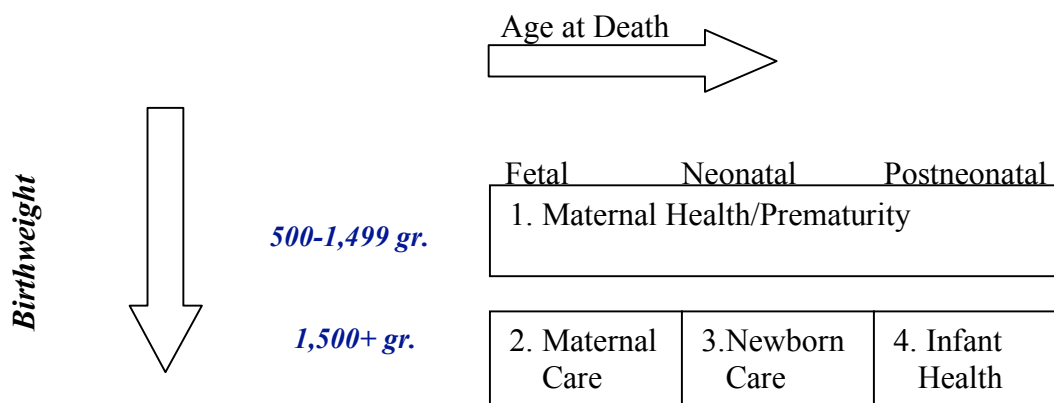 Age at Death
Birthweight
Fetal Neonatal Postneonatal
500-1,499 gr.
1. Maternal Health/Prematurity
1,500+ gr.
2. Maternal Care
3.Newborn Care
4. Infant Health